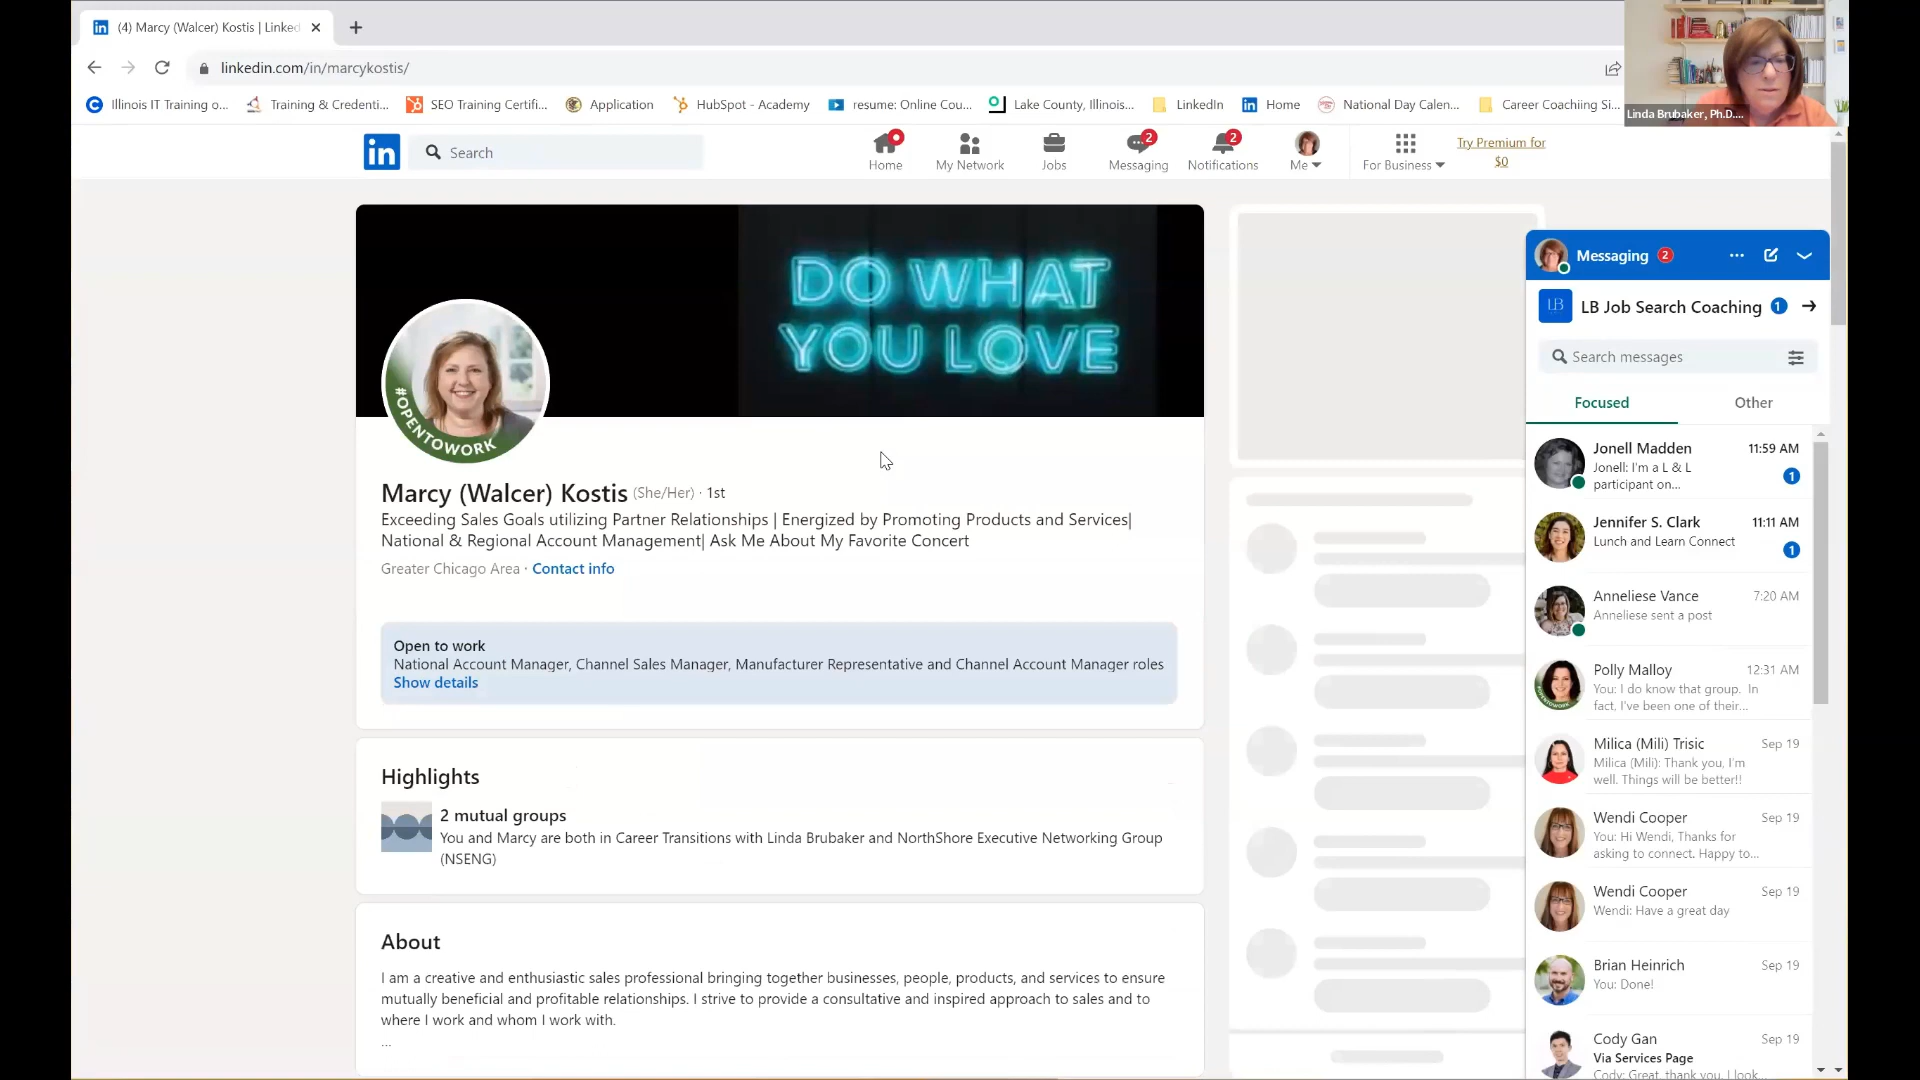 (4) Marcy (Walcer) Kostis | Linked
linkedin.com/in/marcykostis/
Illinois IT Training o...
Training & Credenti...
SEO Training Certifi...
Application
HubSpot - Academy
resume: Online Cou...
Lake County, Illinois...
LinkedIn
Home
National Day Calen...
Career Coachiing Si...
Linda Brubaker, Ph.D....
in
Search
Home
My Network
2
Jobs
Messaging
2
Notifications
Me
For Business
Try Premium for
$0
DO WHAT
YOU LOVE
#OPENTOWORK
Marcy (Walcer) Kostis (She/Her) · 1st
Exceeding Sales Goals utilizing Partner Relationships | Energized by Promoting Products and Services|
National & Regional Account Management| Ask Me About My Favorite Concert
Greater Chicago Area · Contact info
Open to work
National Account Manager, Channel Sales Manager, Manufacturer Representative and Channel Account Manager roles
Show details
Highlights
2 mutual groups
You and Marcy are both in Career Transitions with Linda Brubaker and NorthShore Executive Networking Group
(NSENG)
About
I am a creative and enthusiastic sales professional bringing together businesses, people, products, and services to ensure
mutually beneficial and profitable relationships. I strive to provide a consultative and inspired approach to sales and to
where I work and whom I work with.
...
Messaging 2
LB
LB Job Search Coaching 1
Search messages
Focused
Other
Jonell Madden 11:59 AM
Jonell: I'm a L & L
participant on...
1
Jennifer S. Clark 11:11 AM
Lunch and Learn Connect
1
Anneliese Vance 7:20 AM
Anneliese sent a post
Polly Malloy 12:31 AM
You: I do know that group. In
fact, I've been one of their...
Milica (Mili) Trisic Sep 19
Milica (Mili): Thank you, I'm
well. Things will be better!!
Wendi Cooper Sep 19
You: Hi Wendi, Thanks for
asking to connect. Happy to...
Wendi Cooper Sep 19
Wendi: Have a great day
Brian Heinrich Sep 19
You: Done!
Cody Gan Sep 19
Via Services Page
Cody: Great, thank you. I look...